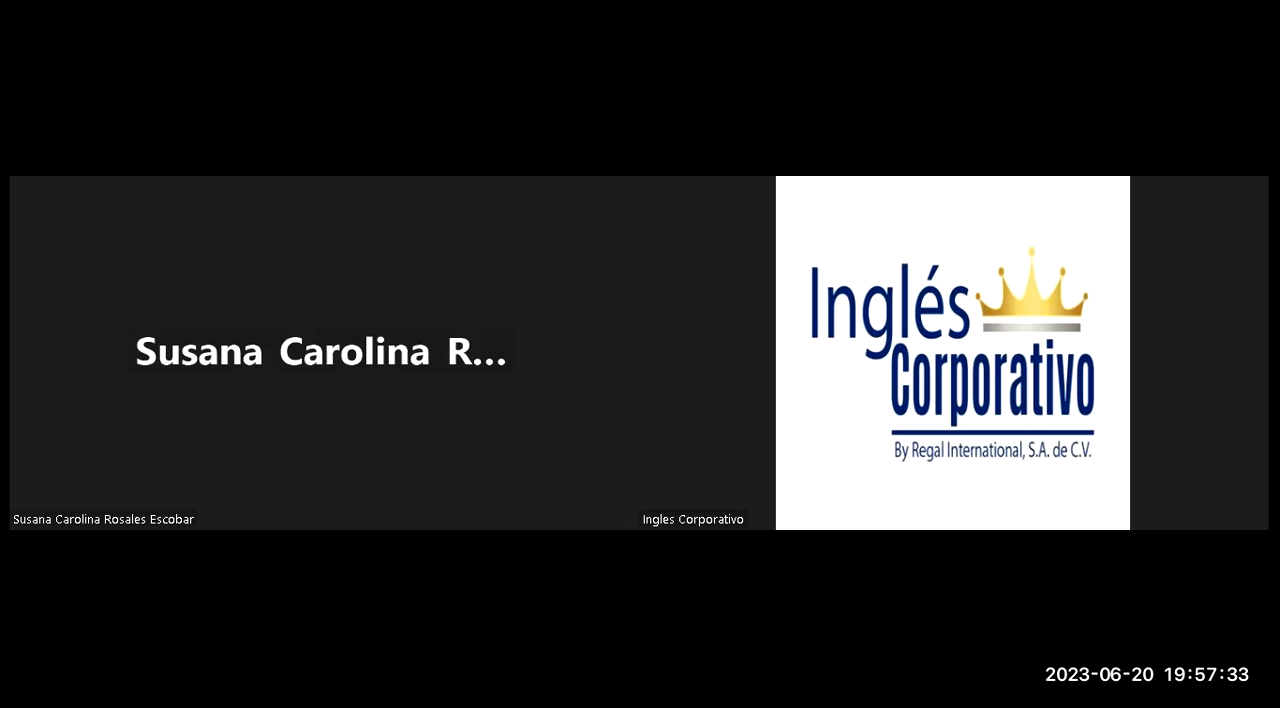 Susana Carolina R...
Susana Carolina Rosales Escobar
Inglés
Corporativo
By Regal International, S.A. de C.V.
Ingles Corporativo
2023-06-20 19:57:33